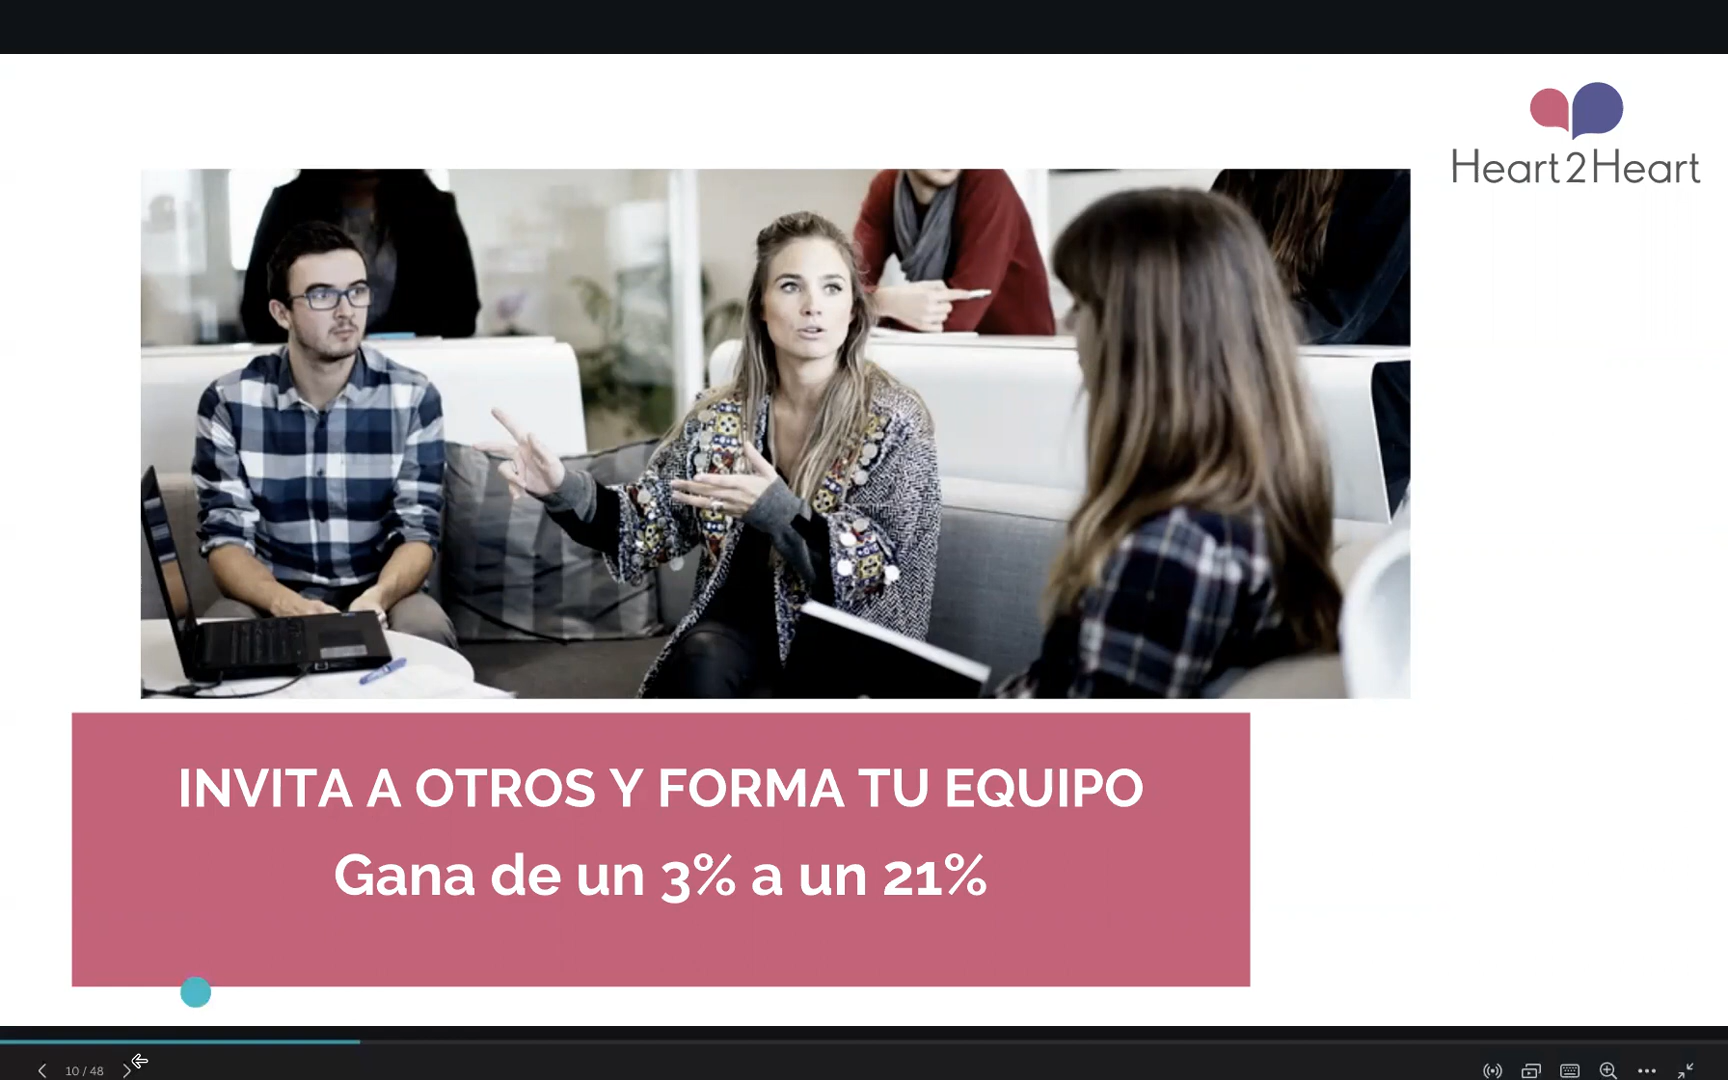 Heart2Heart
INVITA A OTROS Y FORMA TU EQUIPO
Gana de un 3% a un 21%
10 / 48